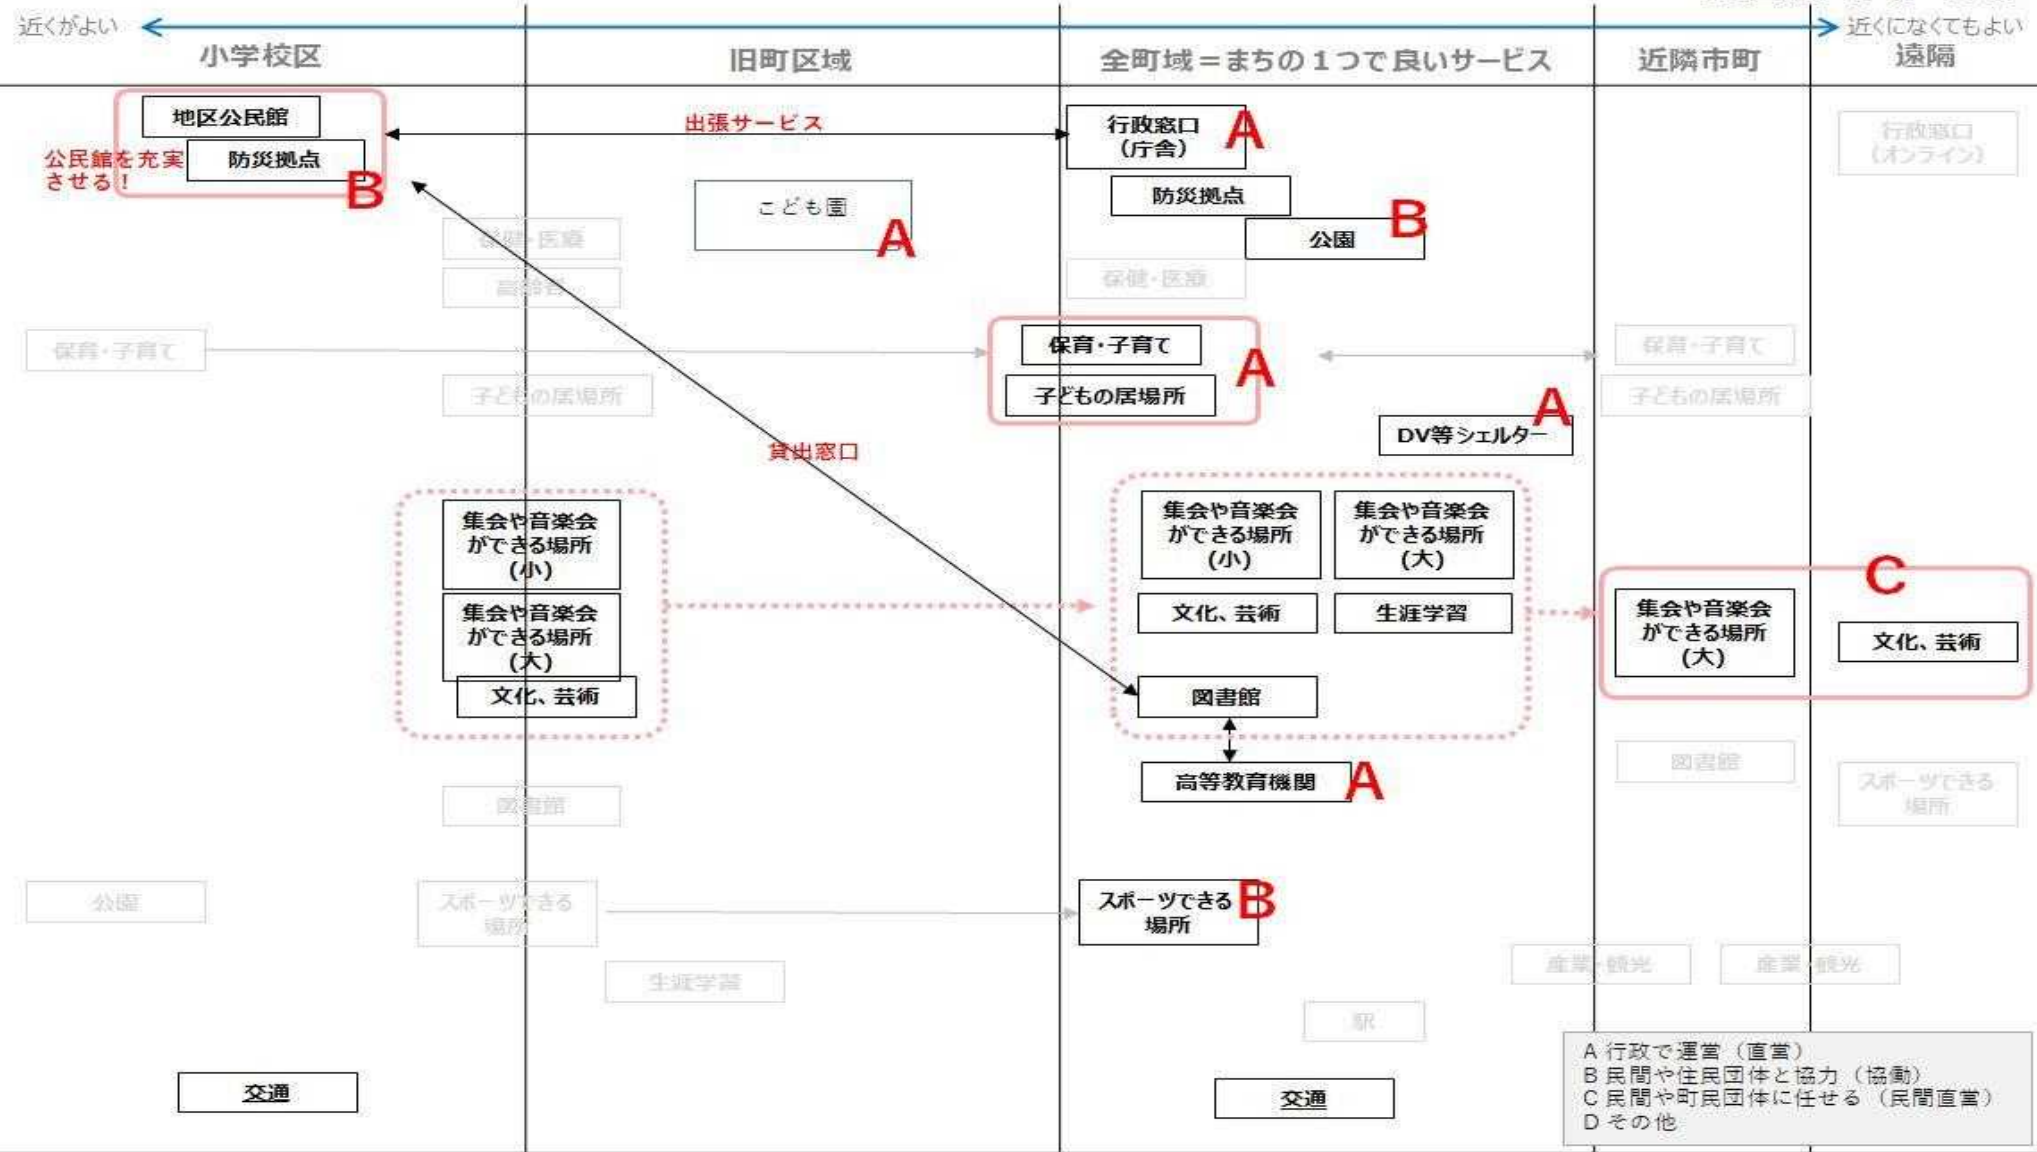 近くがよい
近くになくてもよい
小学校区
旧町区域
全町域＝まちの１つで良いサービス
近隣市町
遠隔
地区公民館
防災拠点
公民館を充実
させる！
B
出張サービス
行政窓口
（庁舎）
A
行政窓口
（オンライン）
防災拠点
公園
B
こども園
A
保健・医療
高齢者
保健・医療
保育・子育て
保育・子育て
子どもの居場所
A
保育・子育て
子どもの居場所
子どもの居場所
DV等シェルター
A
貸出窓口
集会や音楽会
ができる場所
(小)
集会や音楽会
ができる場所
(大)
文化、芸術
集会や音楽会
ができる場所
(小)
集会や音楽会
ができる場所
(大)
文化、芸術
生涯学習
図書館
高等教育機関
A
集会や音楽会
ができる場所
(大)
文化、芸術
C
図書館
図書館
スポーツできる
場所
公園
スポーツできる
場所
スポーツできる
場所
B
生涯学習
産業・観光
産業・観光
駅
交通
交通
A 行政で運営（直営）
B 民間や住民団体と協力（協働）
C 民間や町民団体に任せる（民間直営）
D その他